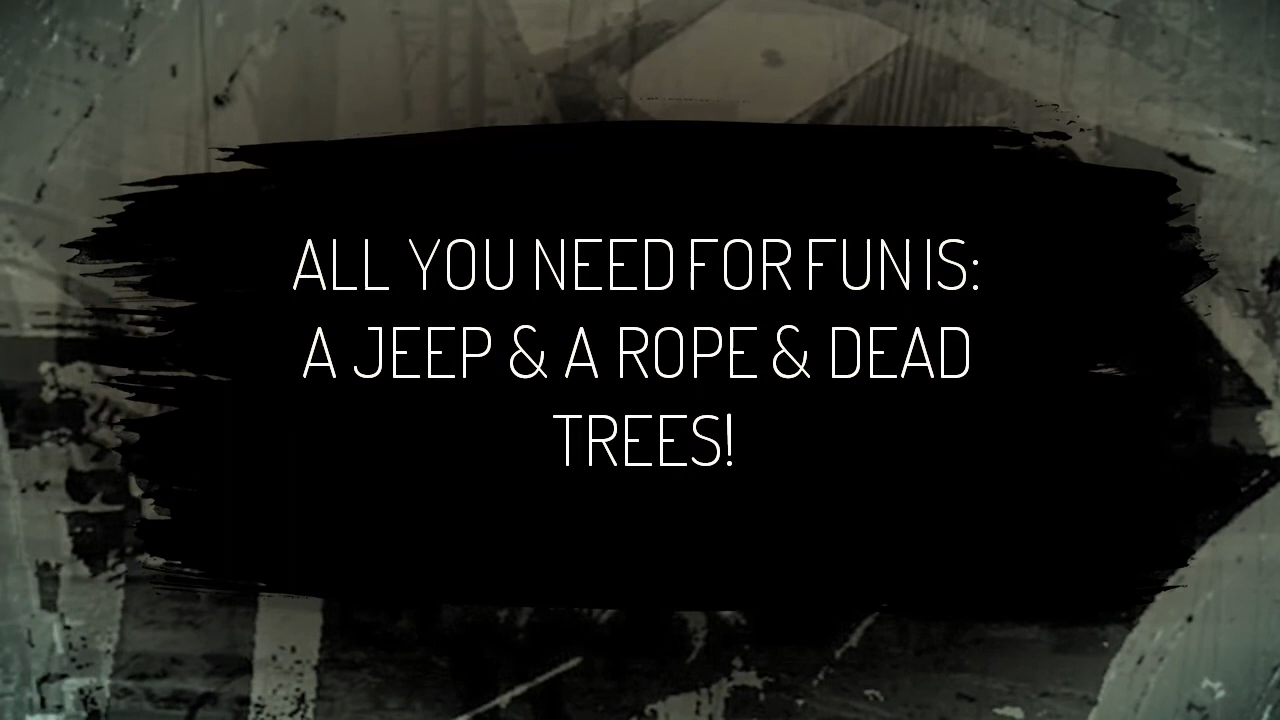 ALL YOU NEED FOR FUN IS:
A JEEP & A ROPE & DEAD
TREES!